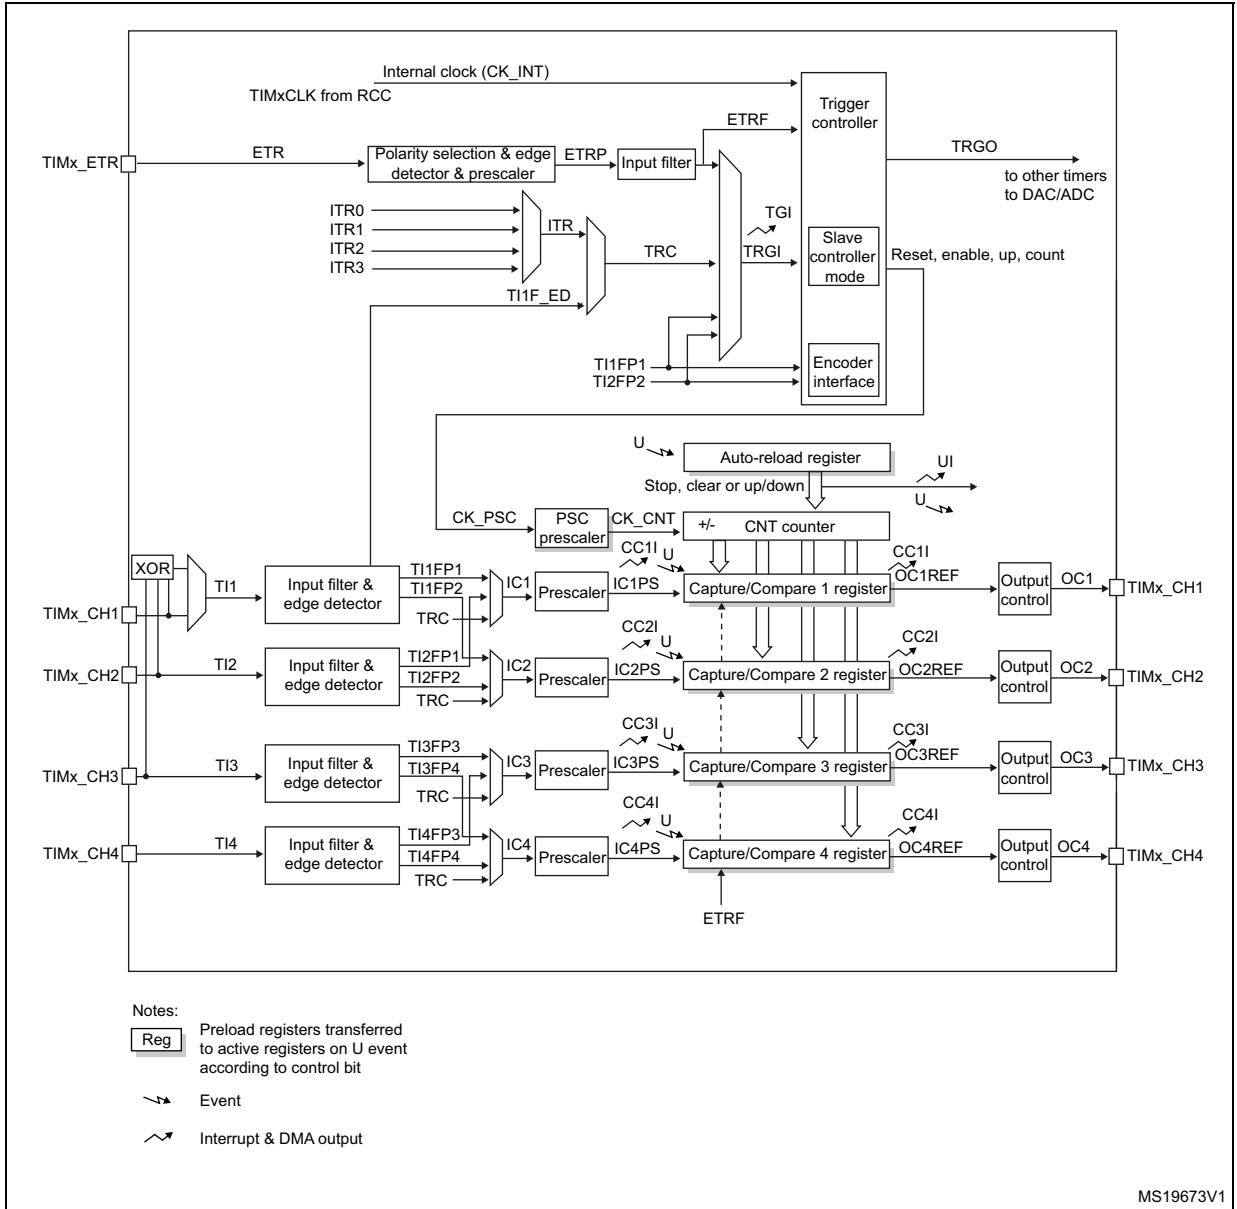 Internal clock (CK_INT)
TIMxCLK from RCC
Trigger
controller
ETRF
TIMx_ETR
ETR
Polarity selection & edge
detector & prescaler
ETRP
Input filter
TRGO
to other timers
to DAC/ADC
ITR0
ITR1
ITR2
ITR3
ITR
TRC
TGI
TRGI
Slave
controller
mode
Reset, enable, up, count
TI1F_ED
TI1FP1
TI2FP2
Encoder
interface
U
Auto-reload register
UI
Stop, clear or up/down
U
CK_PSC
PSC
prescaler
CK_CNT
+/-
CNT counter
XOR
TI1
TIMx_CH1
Input filter &
edge detector
TI1FP1
TI1FP2
TRC
IC1
Prescaler
CC1I
U
IC1PS
Capture/Compare 1 register
CC1I
OC1REF
Output
control
OC1
TIMx_CH1
TIMx_CH2
TI2
Input filter &
edge detector
TI2FP1
TI2FP2
TRC
IC2
Prescaler
CC2I
U
IC2PS
Capture/Compare 2 register
CC2I
OC2REF
Output
control
OC2
TIMx_CH2
TIMx_CH3
TI3
Input filter &
edge detector
TI3FP3
TI3FP4
TRC
IC3
Prescaler
CC3I
U
IC3PS
Capture/Compare 3 register
CC3I
OC3REF
Output
control
OC3
TIMx_CH3
TIMx_CH4
TI4
Input filter &
edge detector
TI4FP3
TI4FP4
TRC
IC4
Prescaler
CC4I
U
IC4PS
Capture/Compare 4 register
CC4I
OC4REF
Output
control
OC4
TIMx_CH4
ETRF
Notes:
Reg
Preload registers transferred
to active registers on U event
according to control bit
Event
Interrupt & DMA output
MS19673V1